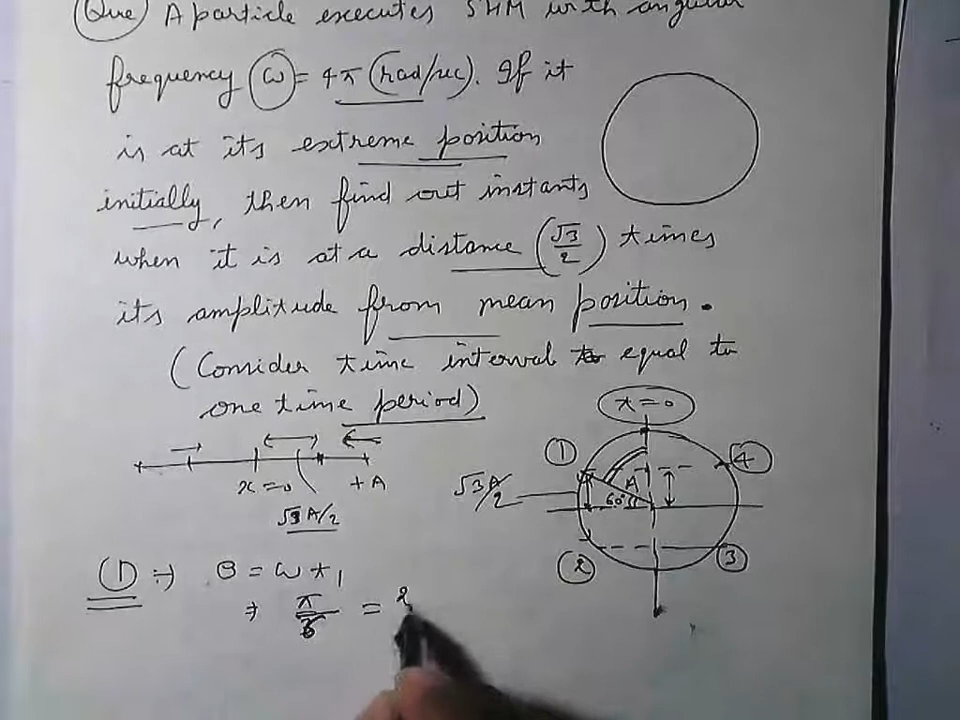 Que) A particle executes SHM with angular
frequency (ω) = 4π (rad/sec). If it
is at its extreme position
initially, then find out instants
when it is at a distance (√3/2) times
its amplitude from mean position.
(Consider time interval to equal to
one time period)
t=0
① ④
x=0 +A
√3A/2
√3A/2 60° A
② ③
(1) :-) θ = ωt₁
⇒ π/6 =